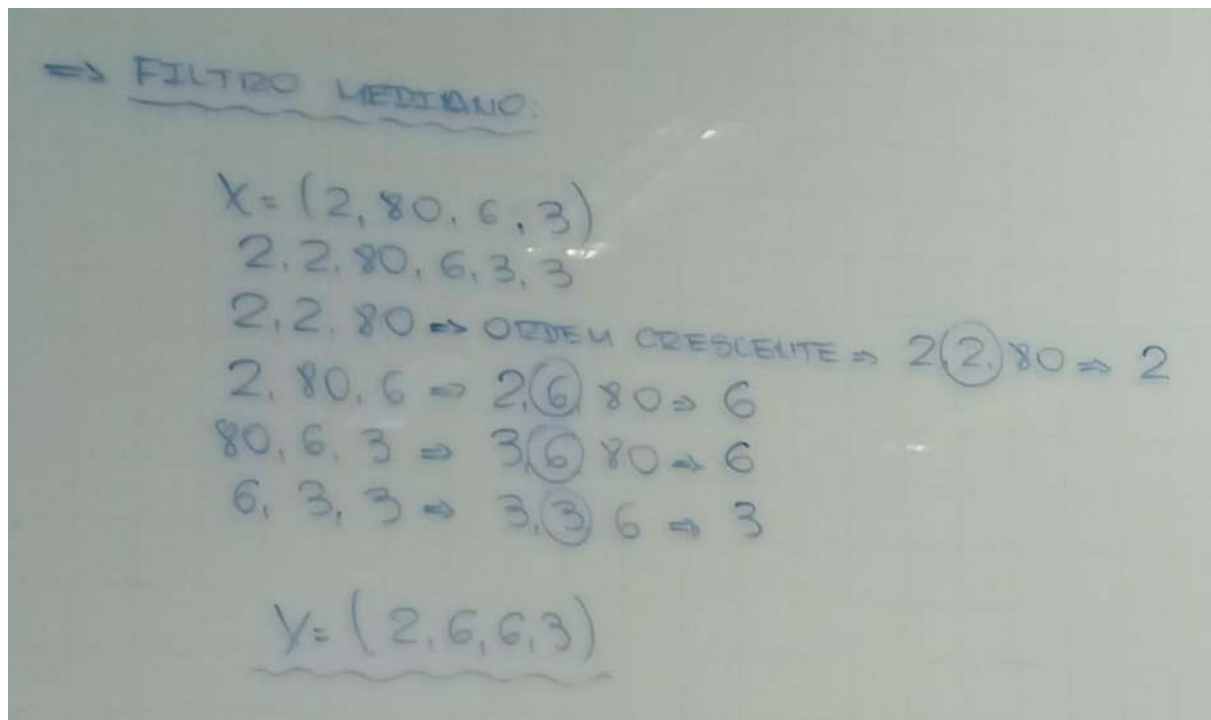 => FILTRO MEDIANO:
X = (2, 80, 6, 3)
2, 2, 80, 6, 3, 3
2, 2, 80 => ORDEM CRESCENTE => 2, 2, 80 => 2
2, 80, 6 => 2, 6, 80 => 6
80, 6, 3 => 3, 6, 80 => 6
6, 3, 3 => 3, 3, 6 => 3
Y = (2, 6, 6, 3)